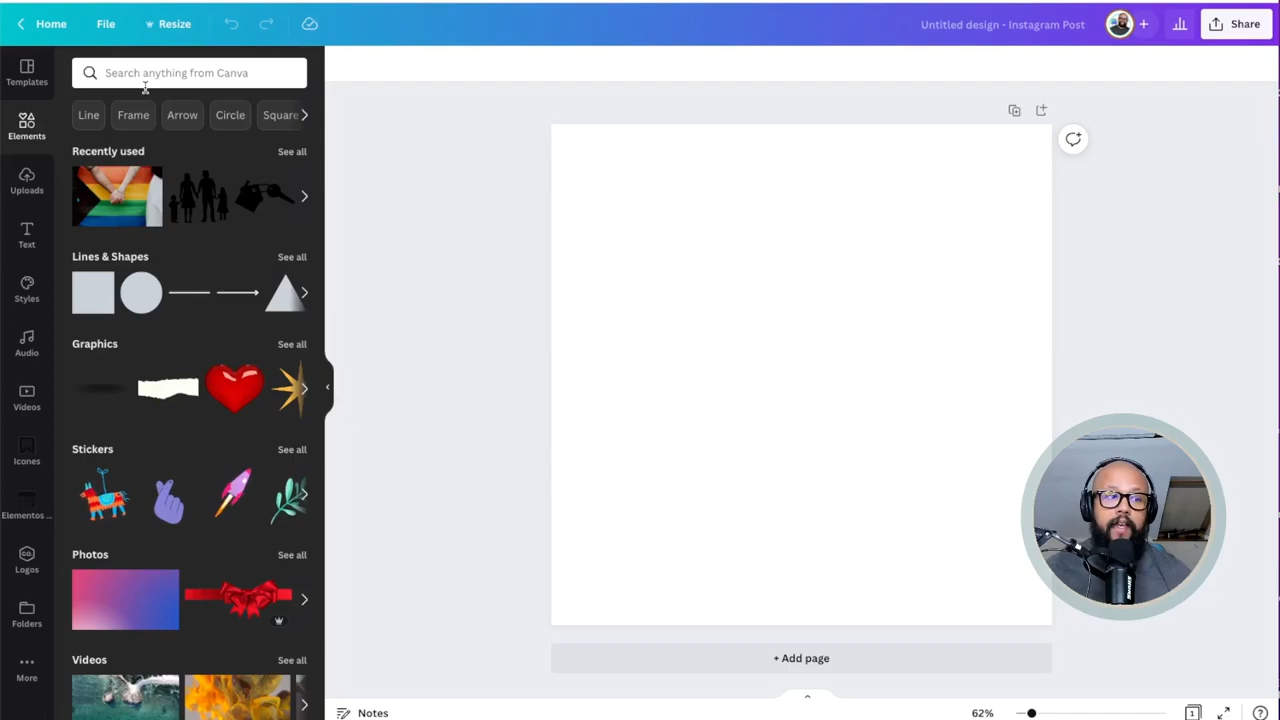 Home
File
Resize
Untitled design - Instagram Post
Share
Templates
Elements
Uploads
Text
Styles
Audio
Videos
Icones
Elementos ...
Logos
Folders
More
Search anything from Canva
Line
Frame
Arrow
Circle
Square
Recently used
See all
Lines & Shapes
See all
Graphics
See all
Stickers
See all
Photos
See all
Videos
See all
+ Add page
Notes
62%
1
CO.